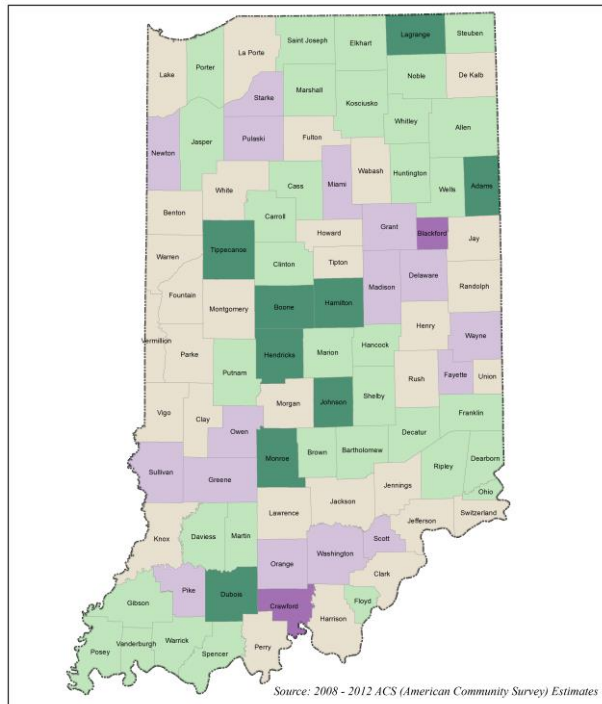 Saint Joseph
Elkhart
Lagrange
Steuben
La Porte
Lake
Porter
Noble
De Kalb
Marshall
Starke
Kosciusko
Whitley
Allen
Jasper
Pulaski
Fulton
Newton
Wabash
Miami
Huntington
Wells
Adams
White
Cass
Benton
Carroll
Grant
Blackford
Jay
Howard
Tippecanoe
Warren
Tipton
Clinton
Delaware
Madison
Randolph
Fountain
Montgomery
Boone
Hamilton
Henry
Wayne
Vermillion
Parke
Hendricks
Marion
Hancock
Putnam
Rush
Fayette
Union
Shelby
Morgan
Johnson
Vigo
Clay
Owen
Franklin
Decatur
Monroe
Brown
Bartholomew
Dearborn
Ripley
Sullivan
Greene
Jennings
Ohio
Jackson
Lawrence
Switzerland
Jefferson
Knox
Daviess
Martin
Scott
Washington
Orange
Clark
Pike
Dubois
Gibson
Crawford
Floyd
Harrison
Vanderburgh
Warrick
Perry
Posey
Spencer
Source: 2008 - 2012 ACS (American Community Survey) Estimates